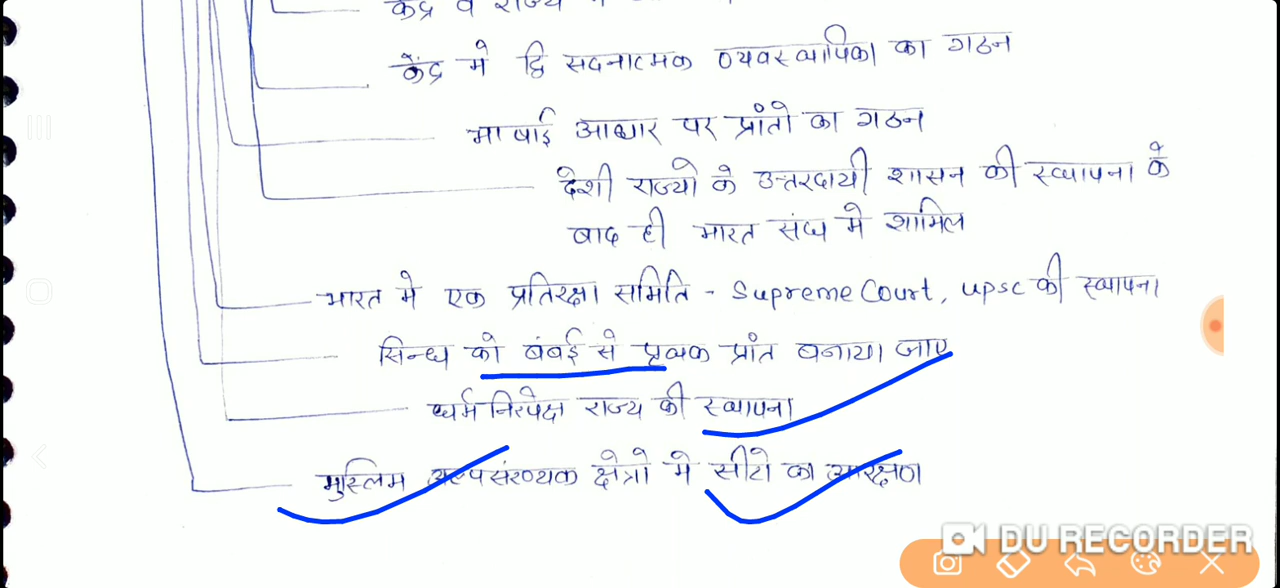 केंद्र व राज्य में
केंद्र में द्वि सदनात्मक व्यवस्थापिका का गठन
भाषाई आधार पर प्रांतो का गठन
देशी राज्यो के उत्तरदायी शासन की स्थापना के
बाद ही भारत संघ मे शामिल
भारत मे एक प्रतिरक्षा समिति - Supreme Court, upsc की स्थापना
सिन्ध को बंबई से पृथक प्रांत बनाया जाए
धर्म निरपेक्ष राज्य की स्थापना
मुस्लिम अल्पसंख्यक क्षेत्रो मे सीटो का आरक्षण
DU RECORDER